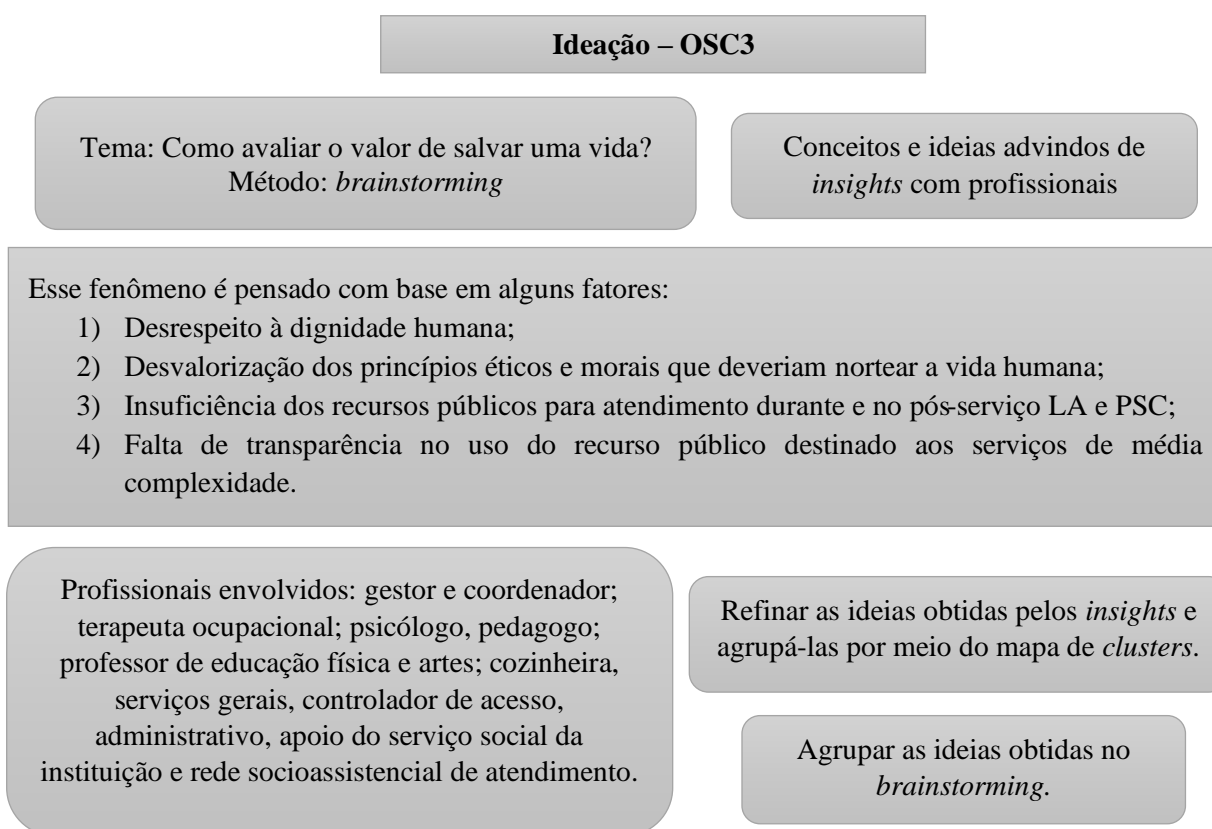 Ideação – OSC3
Tema: Como avaliar o valor de salvar uma vida?
Método: brainstorming
Conceitos e ideias advindos de
insights com profissionais
Esse fenômeno é pensado com base em alguns fatores:
1) Desrespeito à dignidade humana;
2) Desvalorização dos princípios éticos e morais que deveriam nortear a vida humana;
3) Insuficiência dos recursos públicos para atendimento durante e no pós-serviço LA e PSC;
4) Falta de transparência no uso do recurso público destinado aos serviços de média
complexidade.
Profissionais envolvidos: gestor e coordenador;
terapeuta ocupacional; psicólogo, pedagogo;
professor de educação física e artes; cozinheira,
serviços gerais, controlador de acesso,
administrativo, apoio do serviço social da
instituição e rede socioassistencial de atendimento.
Refinar as ideias obtidas pelos insights e
agrupá-las por meio do mapa de clusters.
Agrupar as ideias obtidas no
brainstorming.